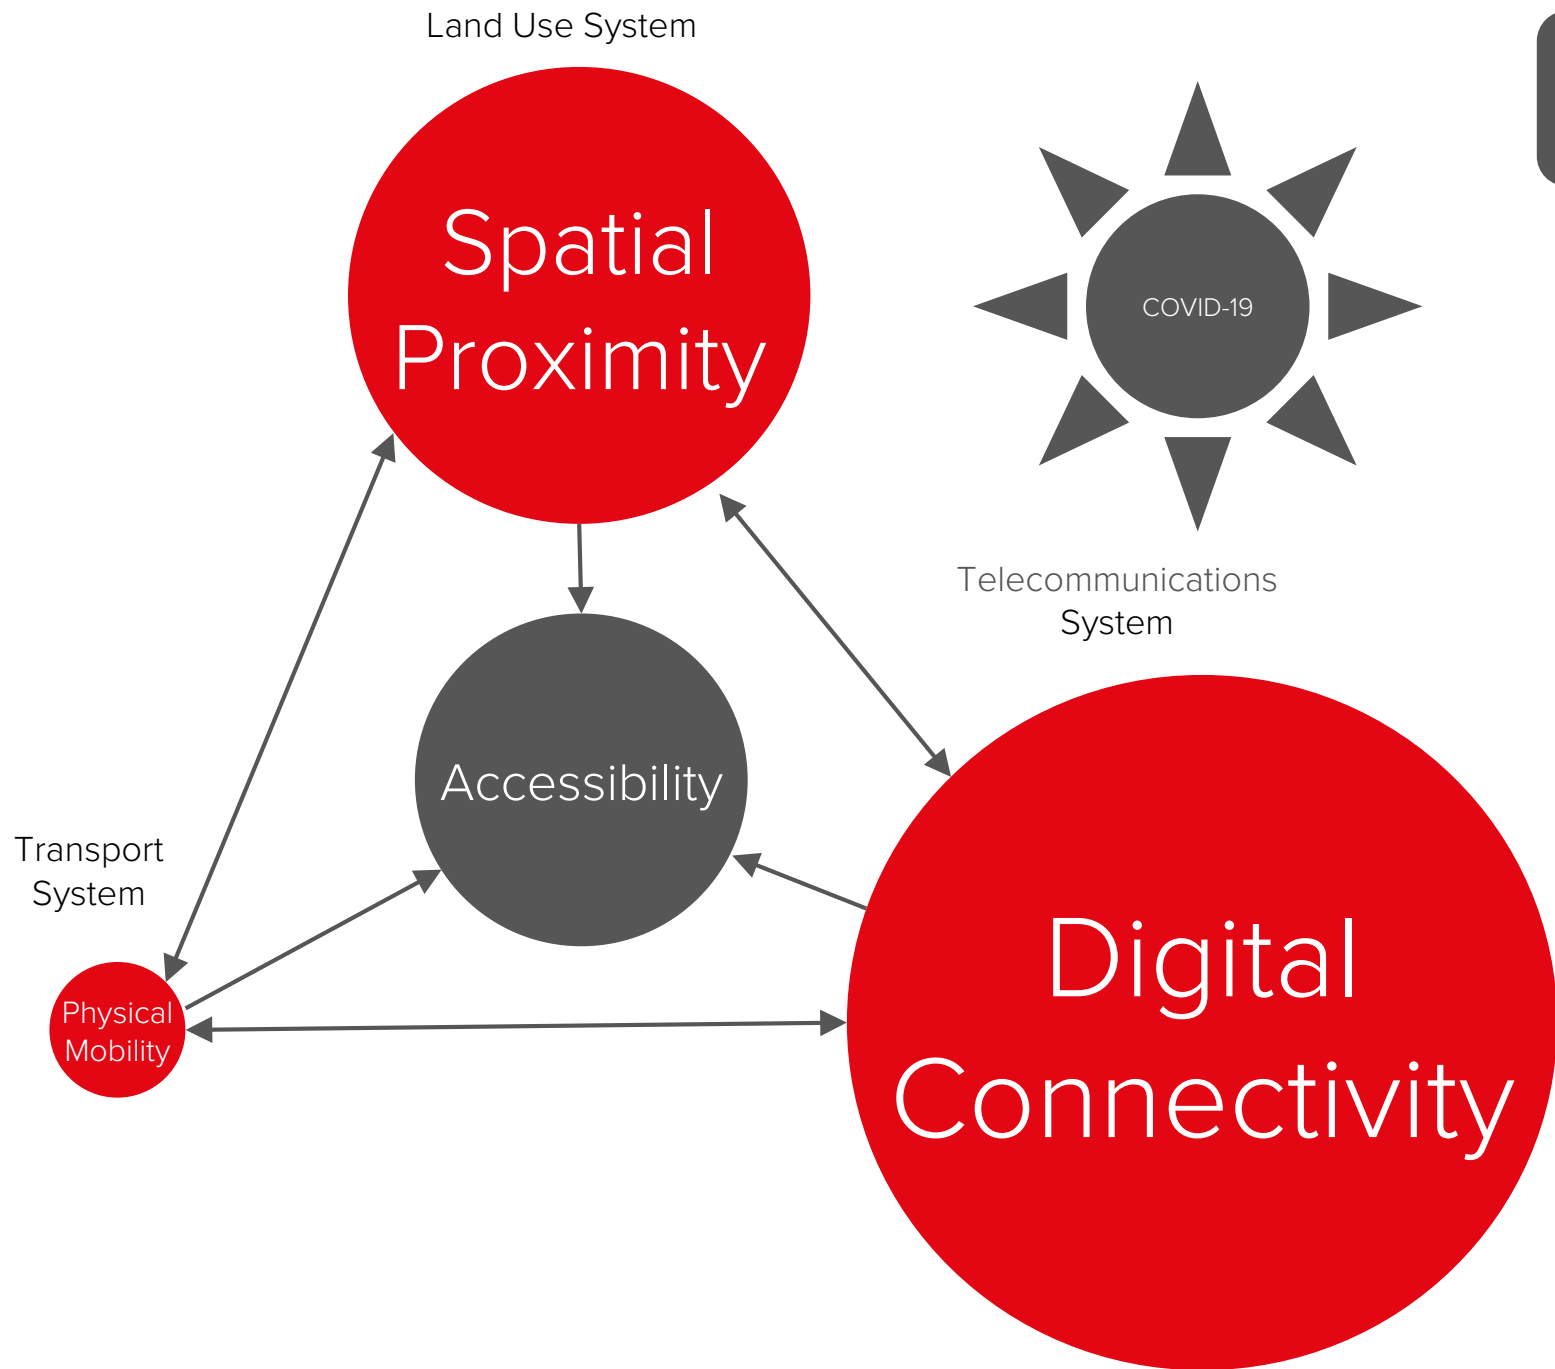 Land Use System
Spatial
Proximity
COVID-19
Telecommunications
System
Accessibility
Transport
System
Physical
Mobility
Digital
Connectivity